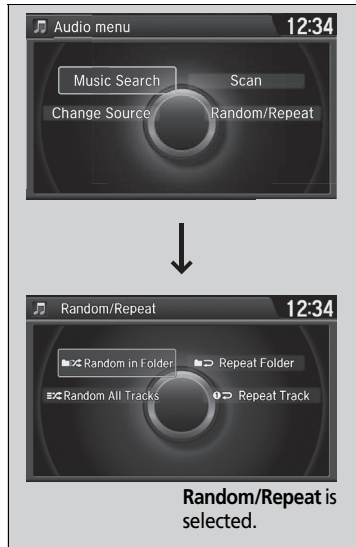 Audio menu 12:34
Music Search Scan
Change Source Random/Repeat
Random/Repeat 12:34
Random in Folder Repeat Folder
Random All Tracks 1 Repeat Track
Random/Repeat is
selected.